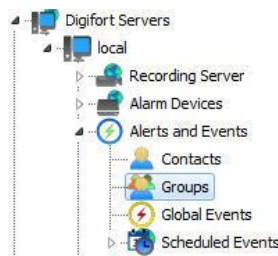 Digifort Servers
local
Recording Server
Alarm Devices
Alerts and Events
Contacts
Groups
Global Events
Scheduled Events